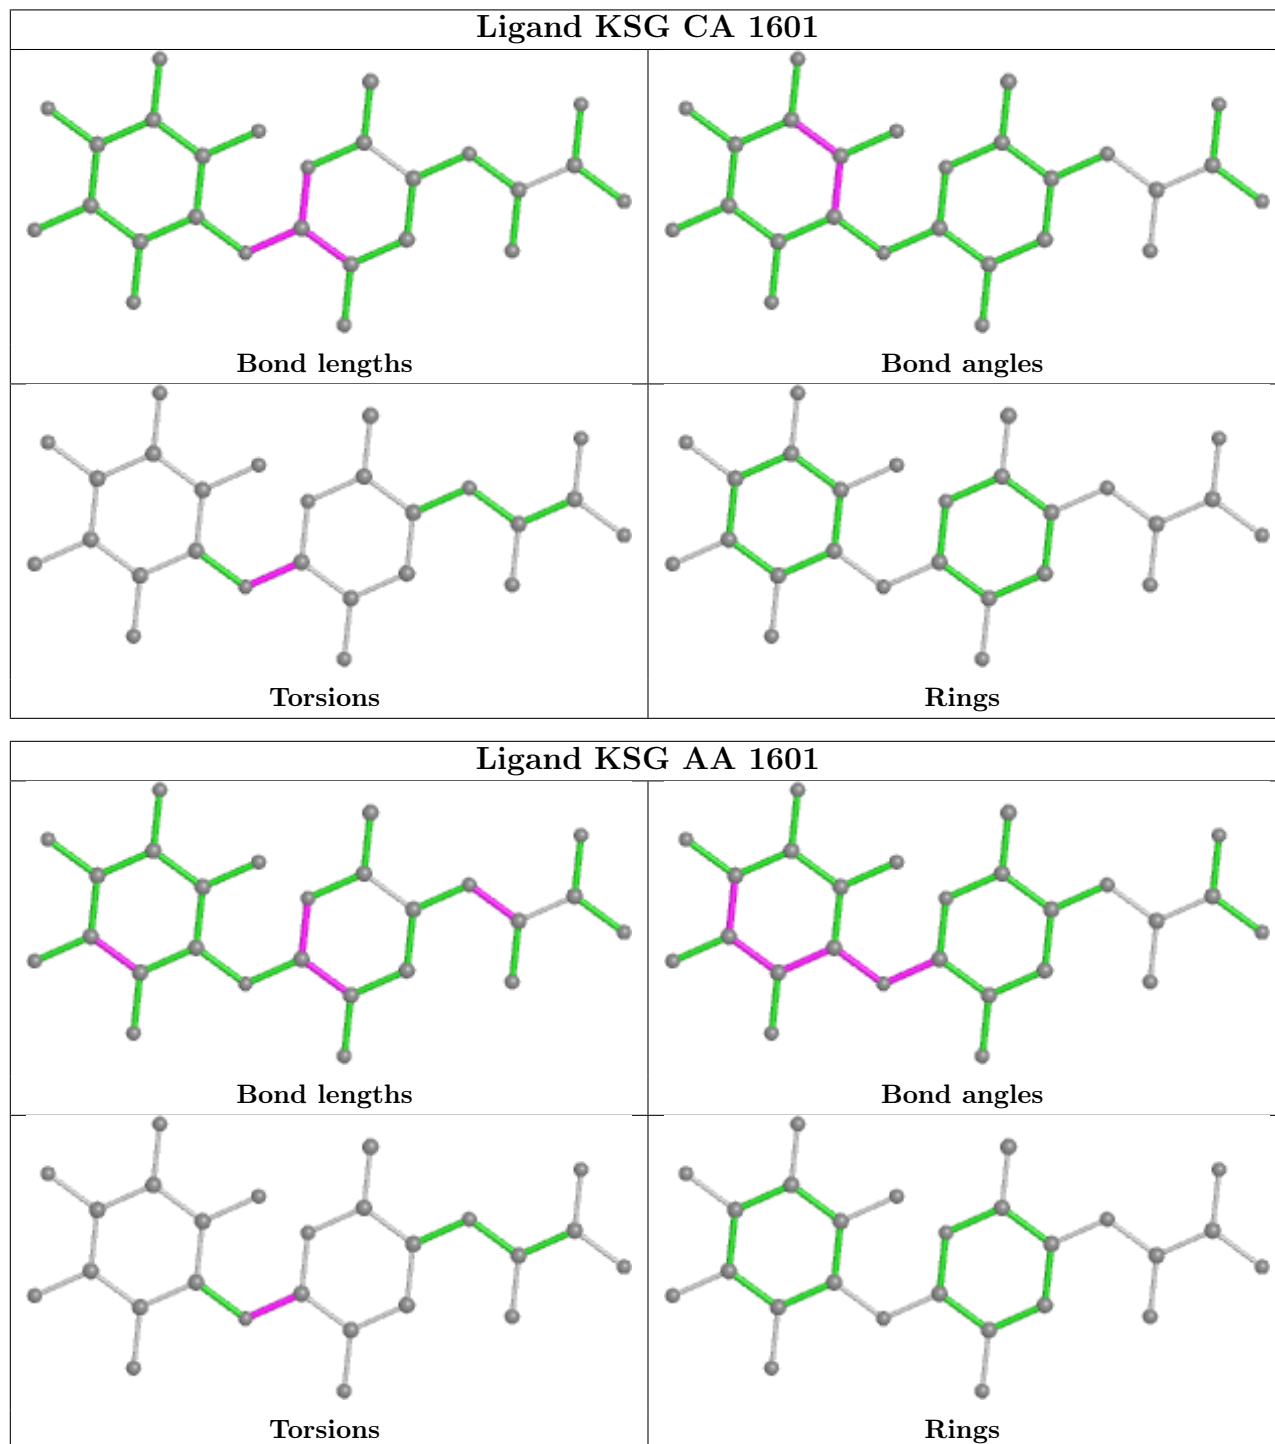 Ligand KSG CA 1601
Bond lengths
Bond angles
Torsions
Rings
Ligand KSG AA 1601
Bond lengths
Bond angles
Torsions
Rings